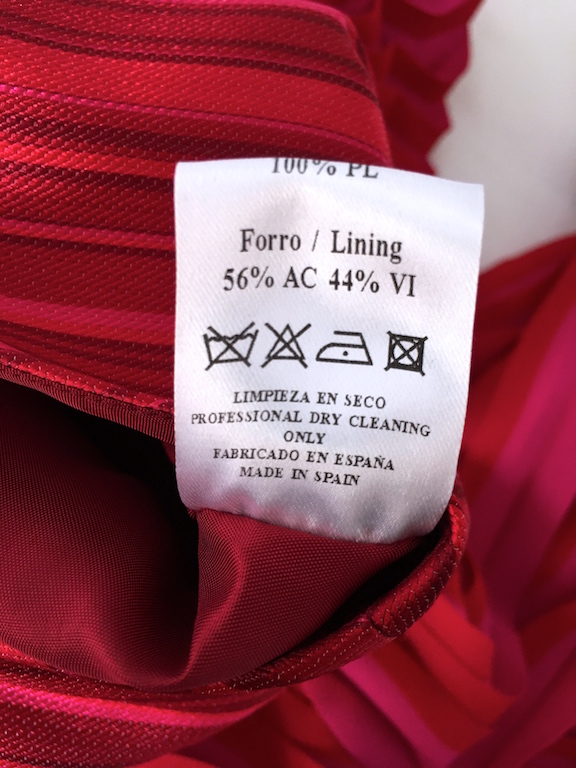 100% PL
Forro / Lining
56% AC 44% VI
LIMPIEZA EN SECO
PROFESSIONAL DRY CLEANING
ONLY
FABRICADO EN ESPAÑA
MADE IN SPAIN